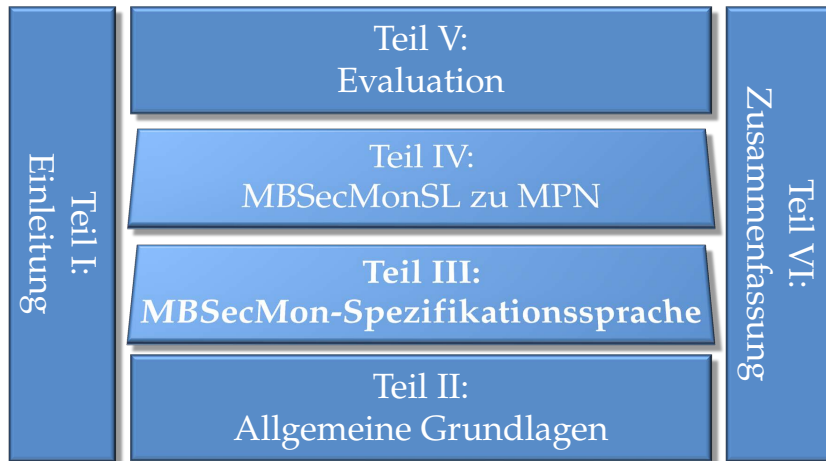 Teil I:
Einleitung
Teil V:
Evaluation
Teil IV:
MBSecMonSL zu MPN
Teil III:
MBSecMon-Spezifikationssprache
Teil II:
Allgemeine Grundlagen
Teil VI:
Zusammenfassung